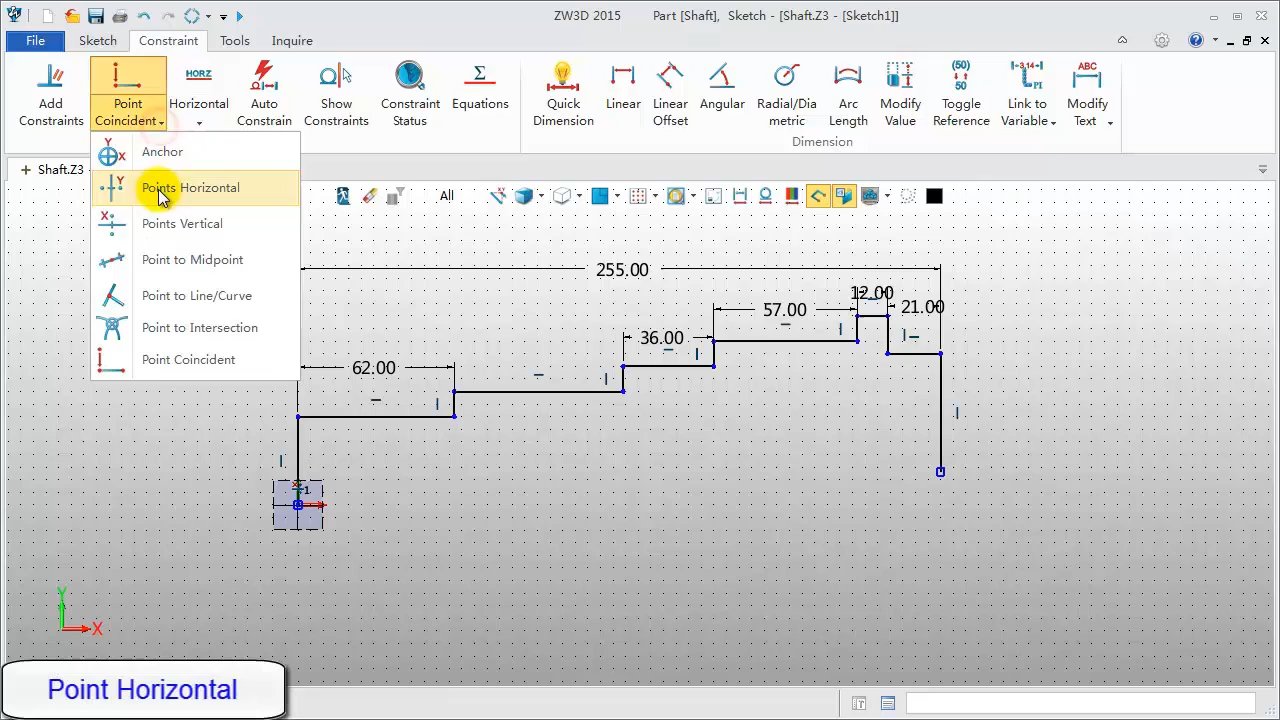 ZW3D 2015 Part [Shaft], Sketch - [Shaft.Z3 - [Sketch1]]
File Sketch Constraint Tools Inquire
Add Constraints
Point Coincident
HORZ
Horizontal
Auto Constrain
Show Constraints
Constraint Status
Equations
Quick Dimension
Linear
Linear Offset
Angular
Radial/Dia metric
Arc Length
Modify Value
(50)
(50)
Toggle Reference
3.14
PI
Link to Variable
ABC
Modify Text
Dimension
Shaft.Z3
Anchor
Points Horizontal
Points Vertical
Point to Midpoint
Point to Line/Curve
Point to Intersection
Point Coincident
All
255.00
12.00
21.00
57.00
36.00
62.00
1
Y
X
Point Horizontal